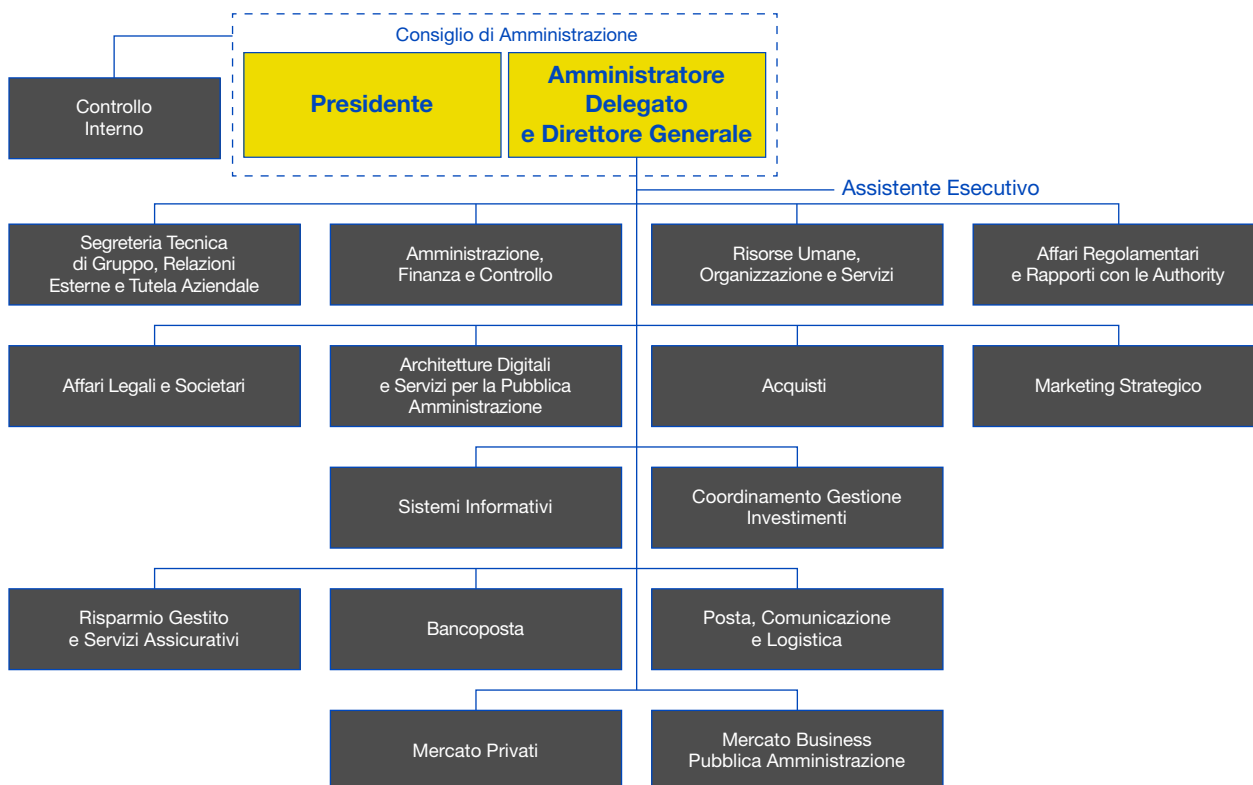 Consiglio di Amministrazione
Controllo
Interno
Presidente
Amministratore
Delegato
e Direttore Generale
Assistente Esecutivo
Segreteria Tecnica
di Gruppo, Relazioni
Esterne e Tutela Aziendale
Amministrazione,
Finanza e Controllo
Risorse Umane,
Organizzazione e Servizi
Affari Regolamentari
e Rapporti con le Authority
Affari Legali e Societari
Architetture Digitali
e Servizi per la Pubblica
Amministrazione
Acquisti
Marketing Strategico
Sistemi Informativi
Coordinamento Gestione
Investimenti
Risparmio Gestito
e Servizi Assicurativi
Bancoposta
Posta, Comunicazione
e Logistica
Mercato Privati
Mercato Business
Pubblica Amministrazione